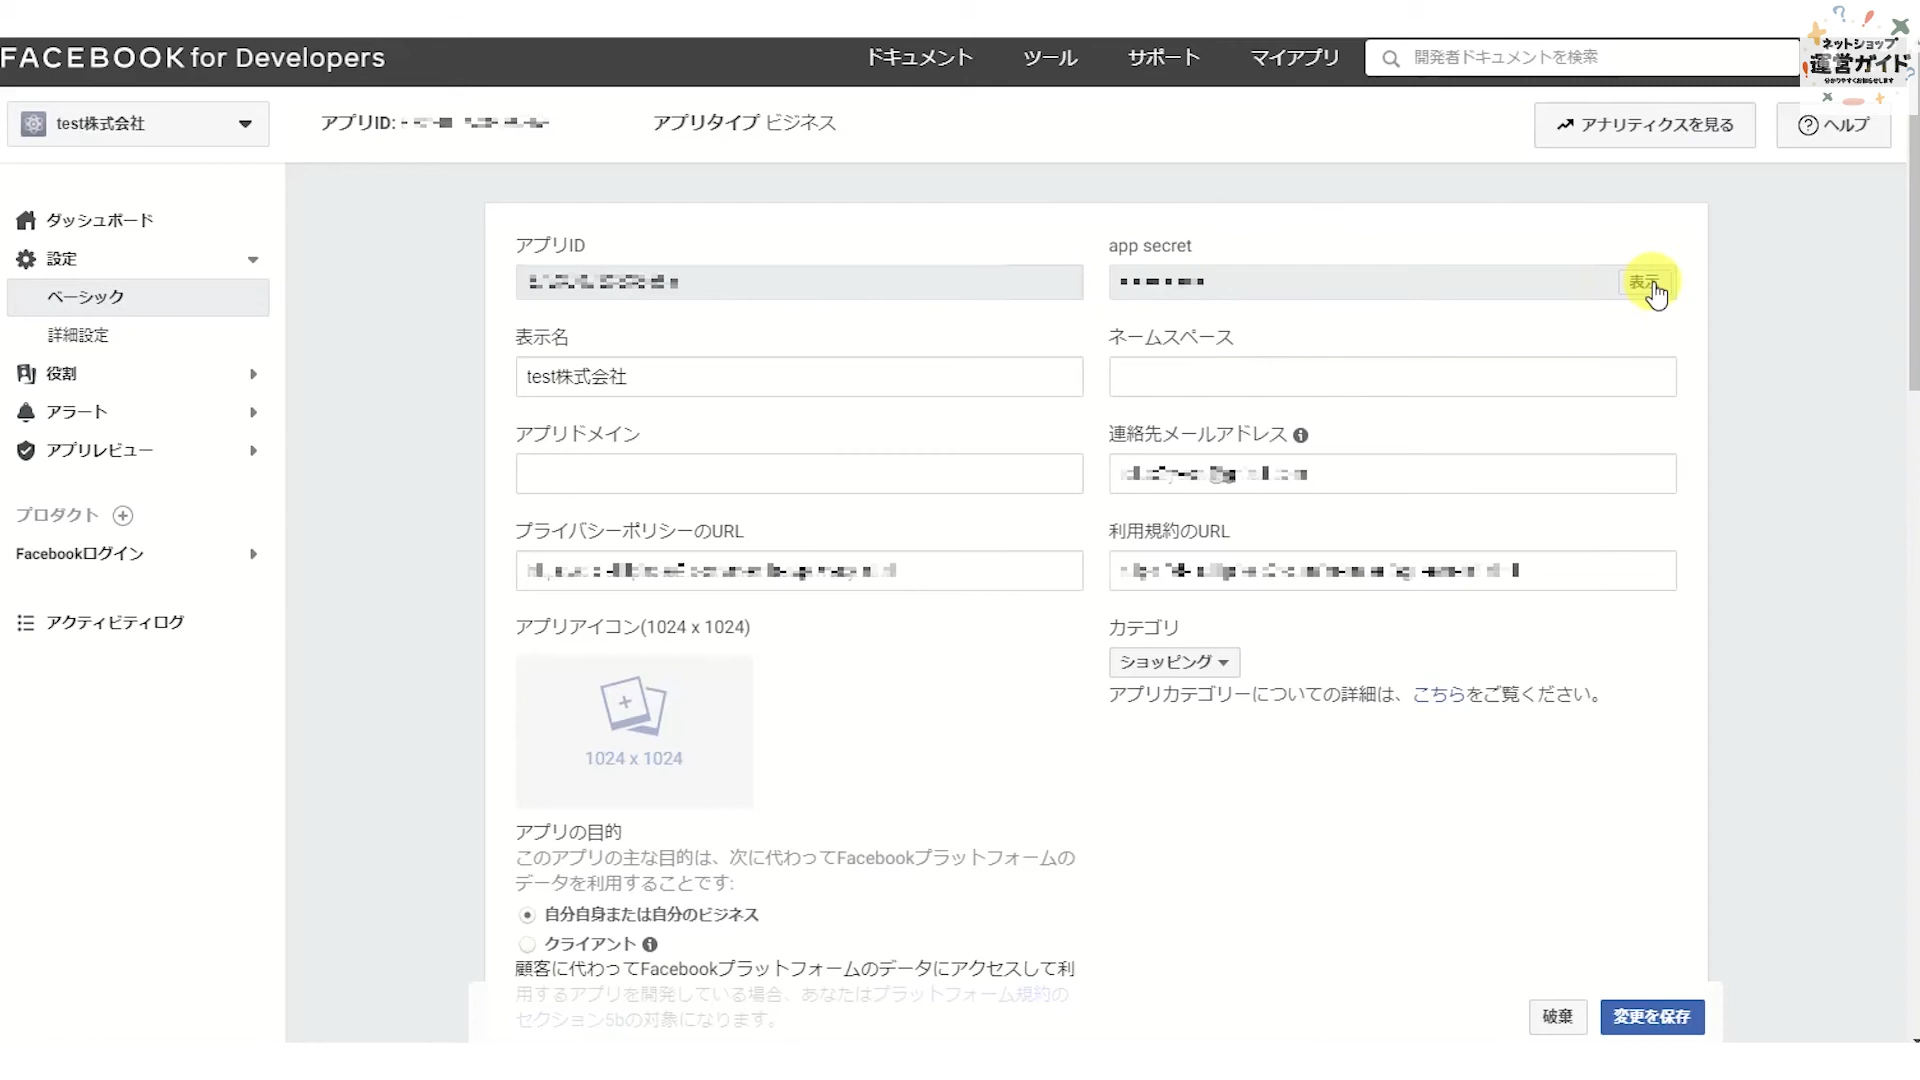 ネットショップ
運営ガイド
分かりやすくお知らせします
FACEBOOK for Developers
ドキュメント
ツール
サポート
マイアプリ
開発者ドキュメントを検索
test株式会社
アプリID:
アプリタイプ ビジネス
アナリティクスを見る
ヘルプ
ダッシュボード
設定
ベーシック
詳細設定
役割
アラート
アプリレビュー
プロダクト
Facebookログイン
アクティビティログ
アプリID
app secret
表示
表示名
ネームスペース
test株式会社
アプリドメイン
連絡先メールアドレス
プライバシーポリシーのURL
利用規約のURL
アプリアイコン(1024 x 1024)
カテゴリ
ショッピング
アプリカテゴリーについての詳細は、こちらをご覧ください。
1024 x 1024
アプリの目的
このアプリの主な目的は、次に代わってFacebookプラットフォームの
データを利用することです:
自分自身または自分のビジネス
クライアント
顧客に代わってFacebookプラットフォームのデータにアクセスして利
用するアプリを開発している場合、あなたはプラットフォーム規約の
セクション5bの対象になります。
破棄
変更を保存